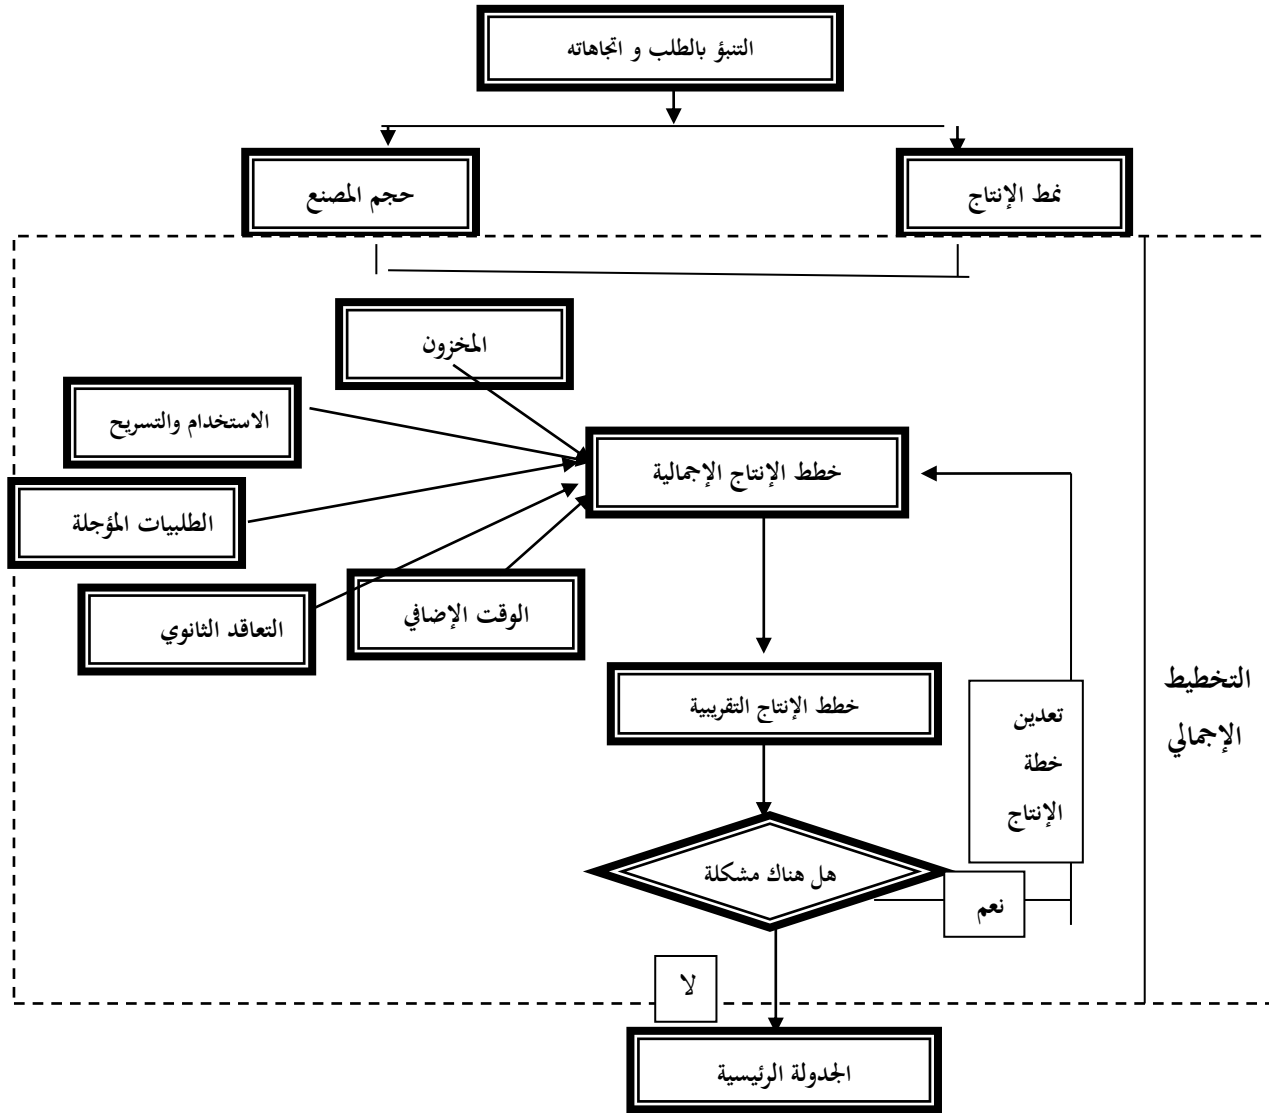 التنبؤ بالطلب و اتجاهاته
نمط الإنتاج
حجم المصنع
المخزون
الاستخدام والتسريح
خطط الإنتاج الإجمالية
الطلبيات المؤجلة
الوقت الإضافي
التعاقد الثانوي
التخطيط
الإجمالي
خطط الإنتاج التقريبية
تعدين
خطة
الإنتاج
هل هناك مشكلة
نعم
لا
الجدولة الرئيسية